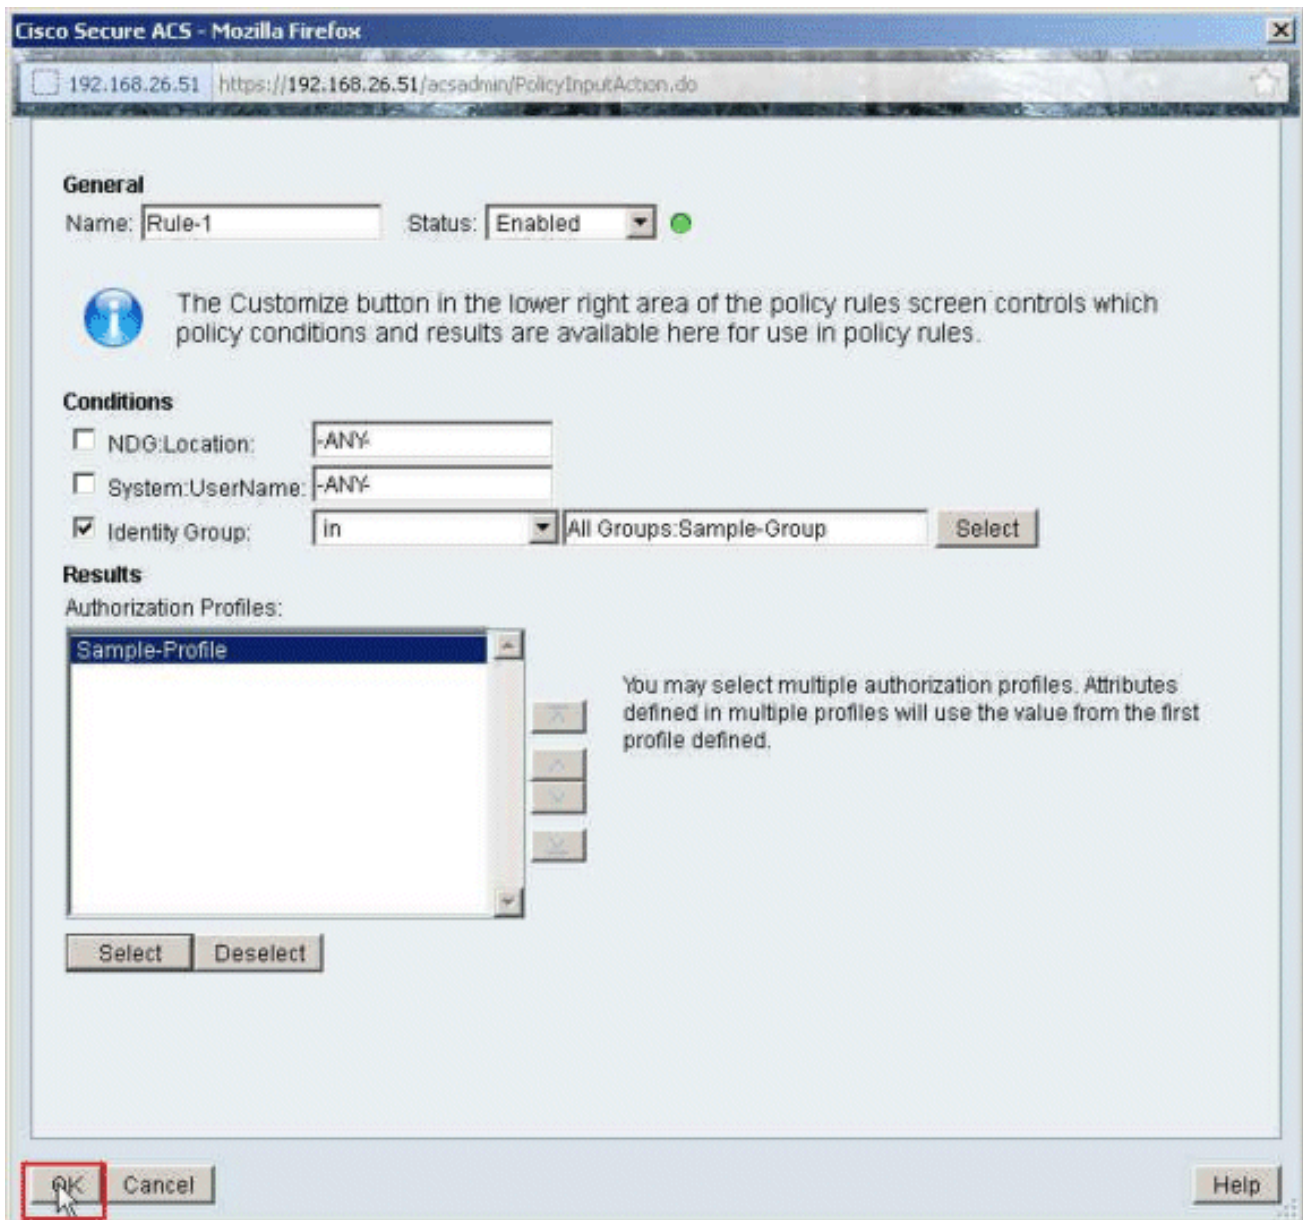 Cisco Secure ACS - Mozilla Firefox
192.168.26.51 https://192.168.26.51/acsadmin/PolicyInputAction.do
General
Name: Rule-1 Status: Enabled
The Customize button in the lower right area of the policy rules screen controls which
policy conditions and results are available here for use in policy rules.
Conditions
NDG:Location: -ANY-
System:UserName: -ANY-
Identity Group: in All Groups:Sample-Group Select
Results
Authorization Profiles:
Sample-Profile
You may select multiple authorization profiles. Attributes
defined in multiple profiles will use the value from the first
profile defined.
Select Deselect
OK Cancel Help